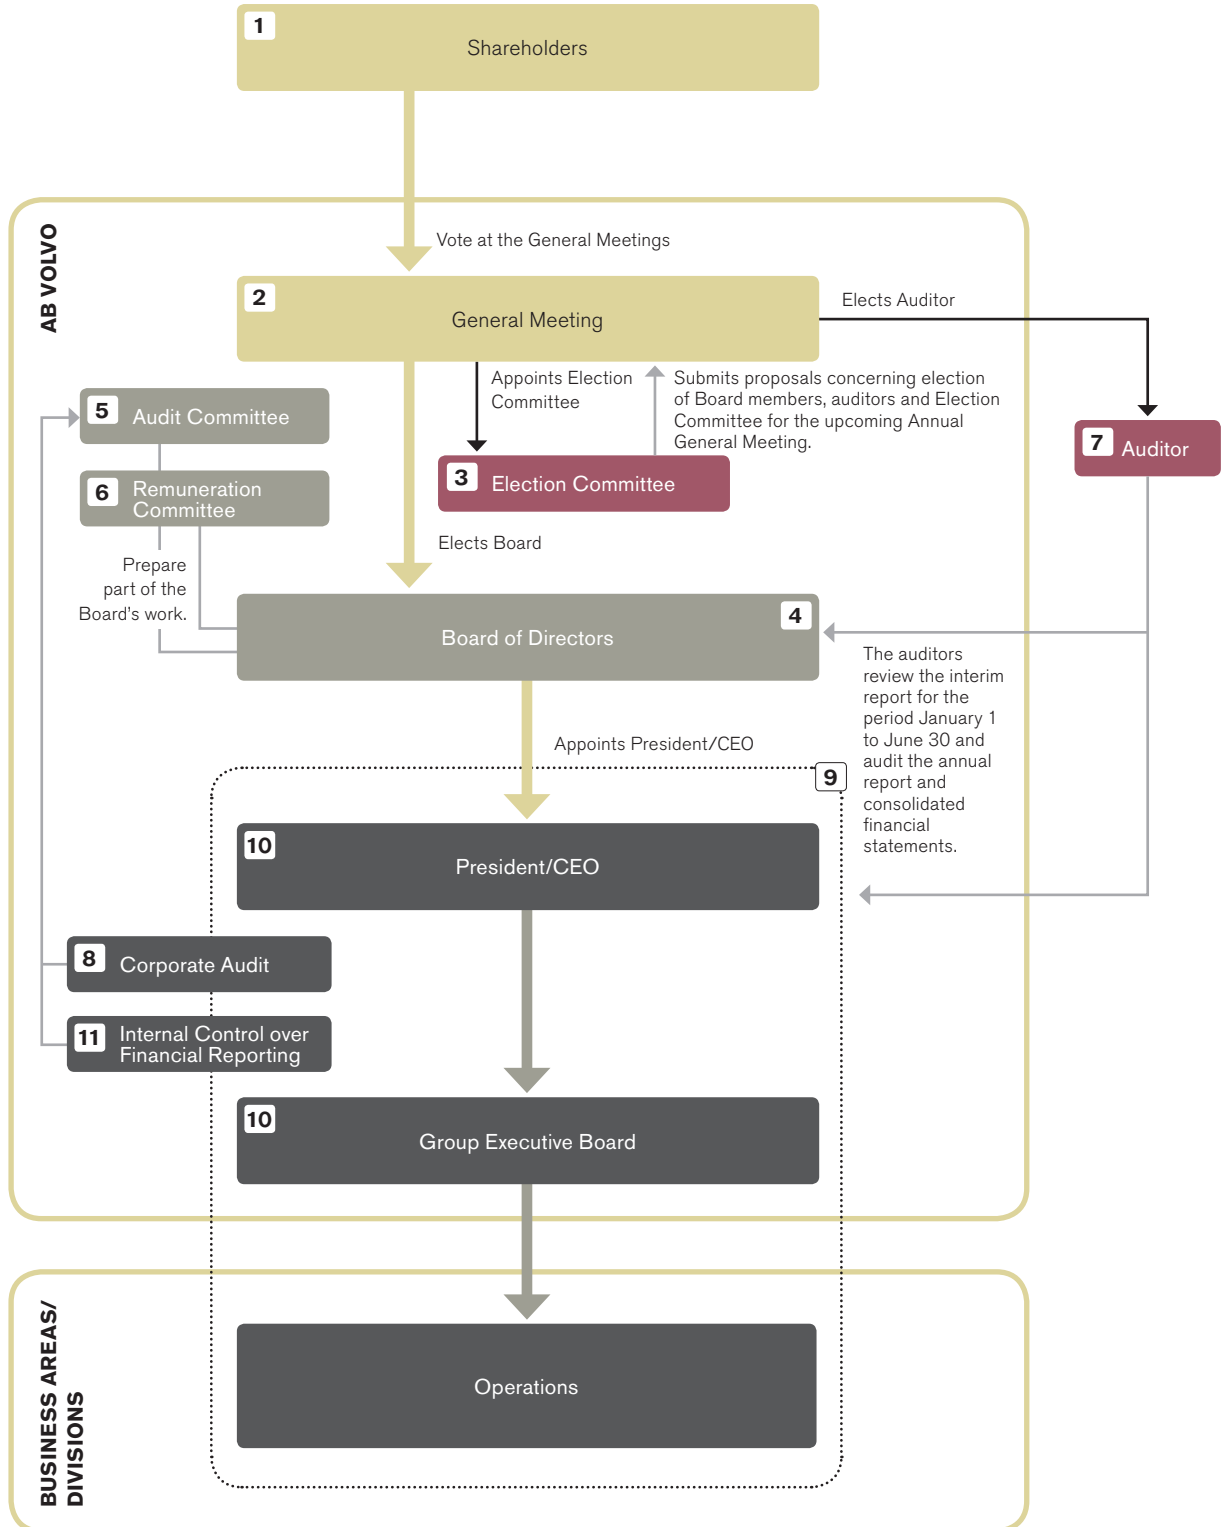 1
Shareholders
AB VOLVO
Vote at the General Meetings
2
General Meeting
Elects Auditor
Appoints Election
Committee
Submits proposals concerning election
of Board members, auditors and Election
Committee for the upcoming Annual
General Meeting.
5
Audit Committee
7
Auditor
3
Election Committee
6
Remuneration
Committee
Elects Board
Prepare
part of the
Board's work.
4
Board of Directors
The auditors
review the interim
report for the
period January 1
to June 30 and
audit the annual
report and
consolidated
financial
statements.
Appoints President/CEO
9
10
President/CEO
8
Corporate Audit
11
Internal Control over
Financial Reporting
10
Group Executive Board
BUSINESS AREAS/
DIVISIONS
Operations